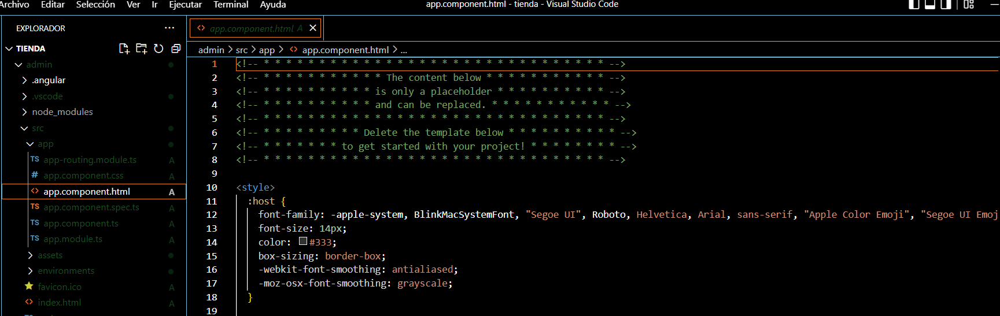 Archivo Editar Selección Ver Ir Ejecutar Terminal Ayuda
app.component.html - tienda - Visual Studio Code
EXPLORADOR ...
TIENDA
admin
.angular
.vscode
node_modules
src
app
TS app-routing.module.ts A
# app.component.css A
<> app.component.html A
TS app.component.spec.ts A
TS app.component.ts A
TS app.module.ts A
assets
environments
favicon.ico A
<> index.html A
<> app.component.html A ×
admin > src > app > <> app.component.html > ...
1 <!-- * * * * * * * * * * * * * * * * * * * * * * * * * * * * * * * -->
2 <!-- * * * * * * * * * * * The content below * * * * * * * * * * * -->
3 <!-- * * * * * * * * * * is only a placeholder * * * * * * * * * * -->
4 <!-- * * * * * * * * * * and can be replaced. * * * * * * * * * * * -->
5 <!-- * * * * * * * * * * * * * * * * * * * * * * * * * * * * * * * -->
6 <!-- * * * * * * * * * Delete the template below * * * * * * * * * * -->
7 <!-- * * * * * * * to get started with your project! * * * * * * * * -->
8 <!-- * * * * * * * * * * * * * * * * * * * * * * * * * * * * * * * -->
9
10 <style>
11 :host {
12 font-family: -apple-system, BlinkMacSystemFont, "Segoe UI", Roboto, Helvetica, Arial, sans-serif, "Apple Color Emoji", "Segoe UI Emoj
13 font-size: 14px;
14 color: #333;
15 box-sizing: border-box;
16 -webkit-font-smoothing: antialiased;
17 -moz-osx-font-smoothing: grayscale;
18 }
19